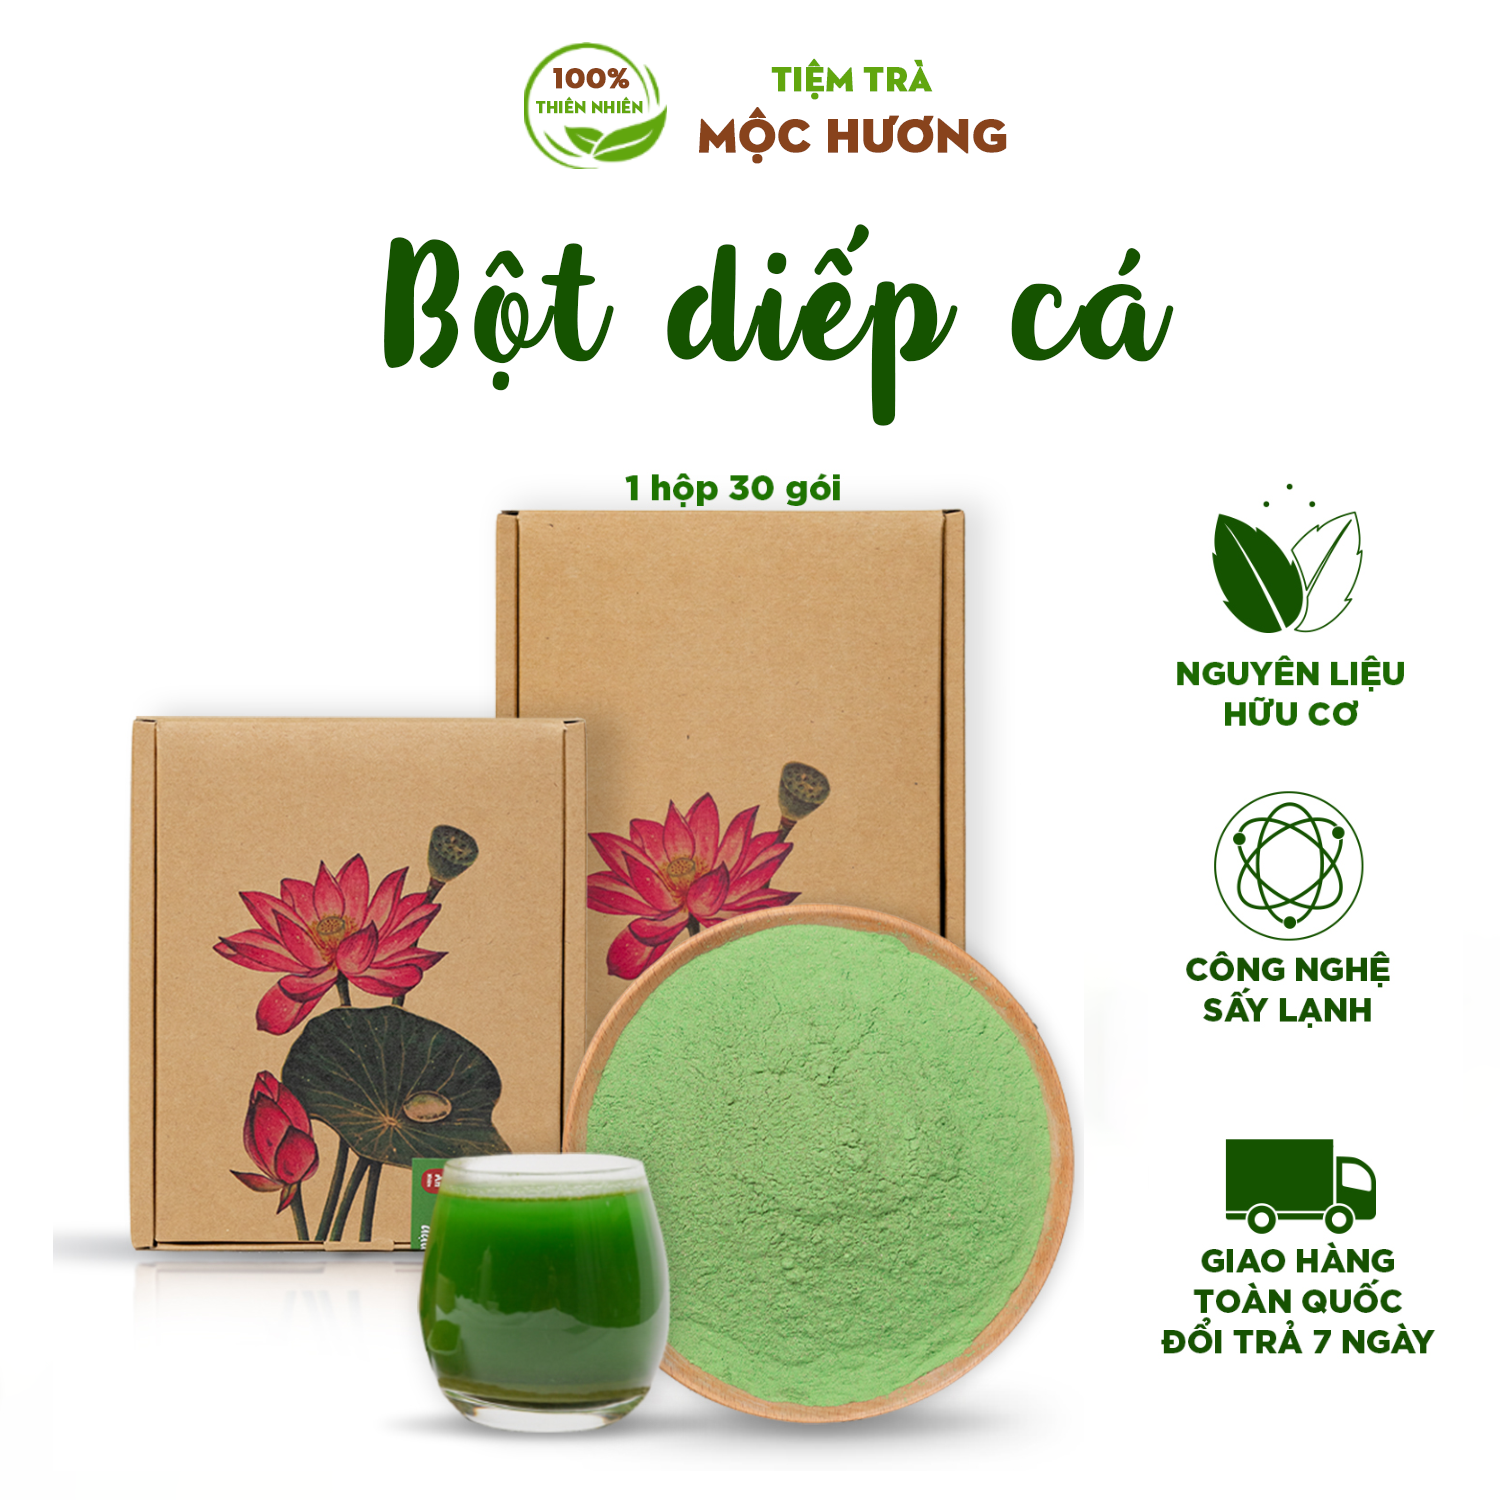 100%
THIÊN NHIÊN
TIỆM TRÀ
MỘC HƯƠNG
Bột diếp cá
1 hộp 30 gói
NGUYÊN LIỆU
HỮU CƠ
CÔNG NGHỆ
SẤY LẠNH
GIAO HÀNG
TOÀN QUỐC
ĐỔI TRẢ 7 NGÀY